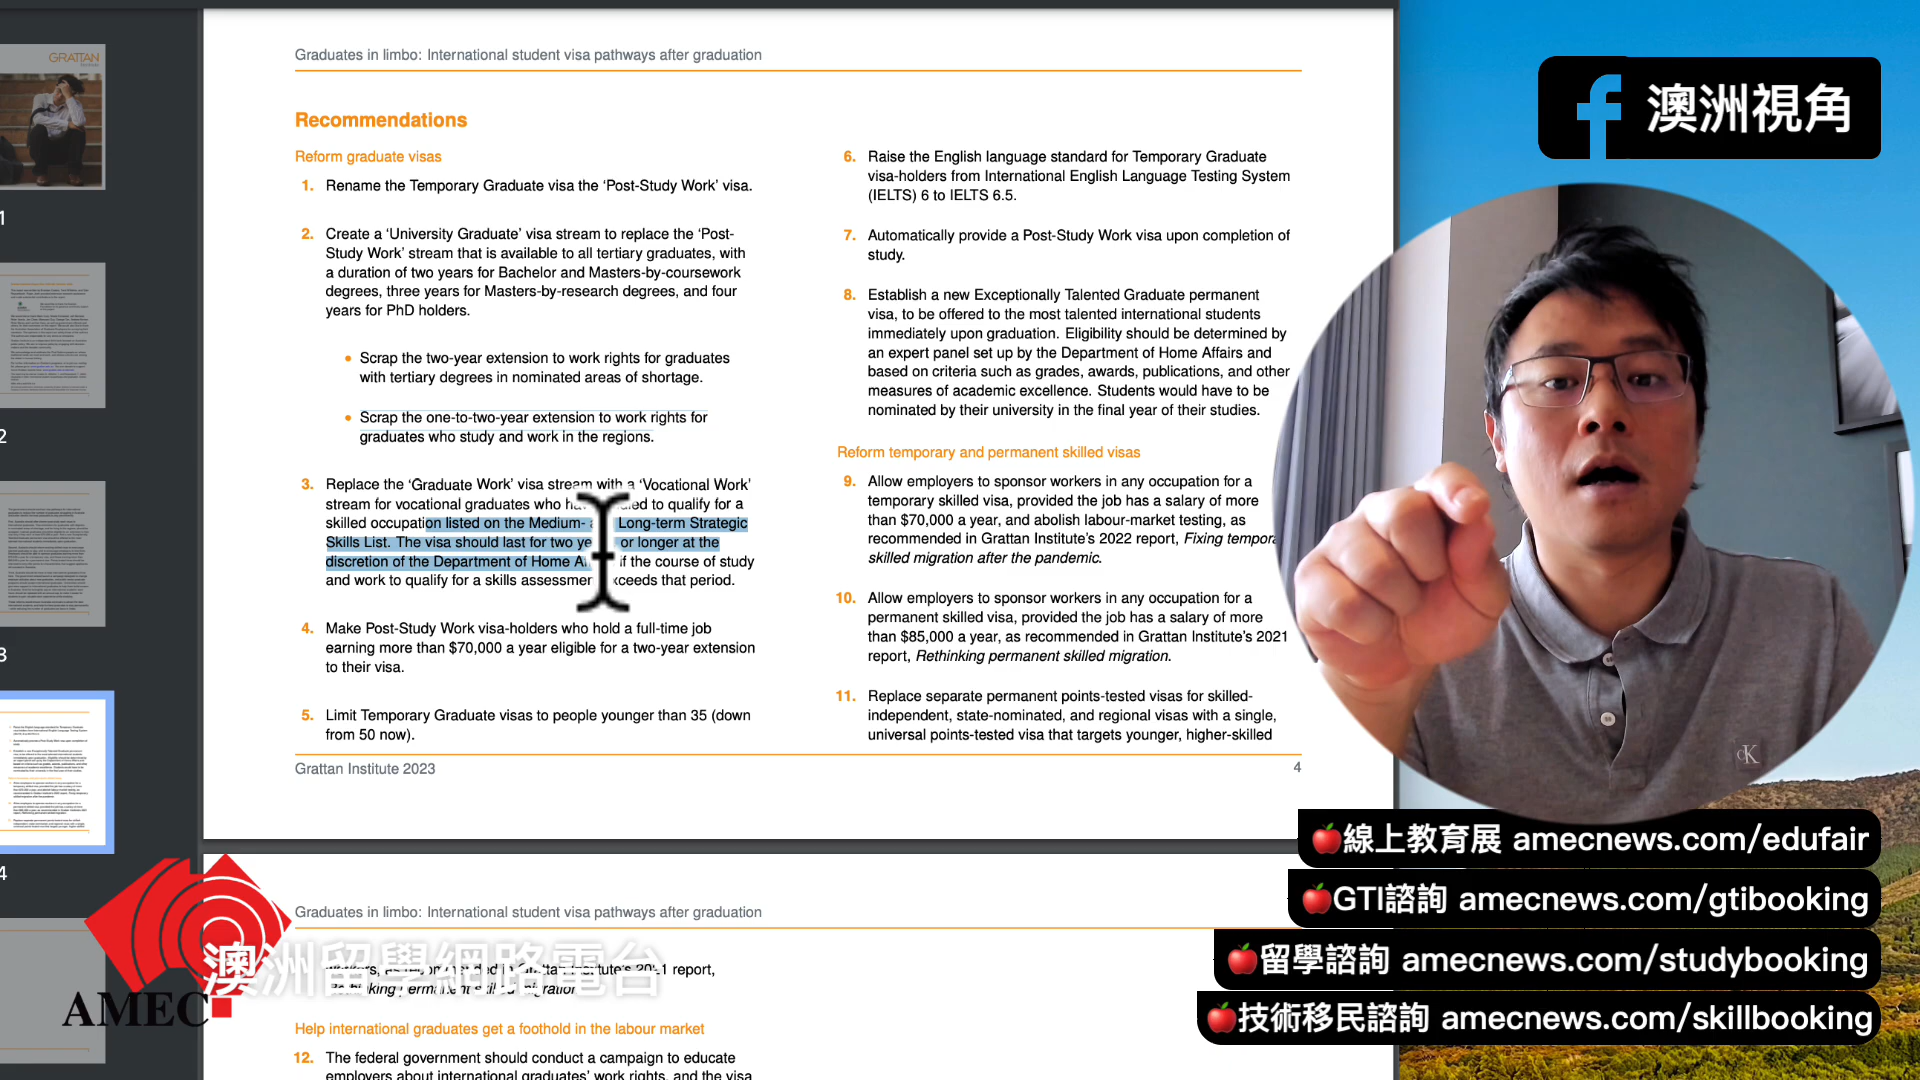 GRATTAN
1
2
3
4
Graduates in limbo: International student visa pathways after graduation
Recommendations
Reform graduate visas
1. Rename the Temporary Graduate visa the ‘Post-Study Work’ visa.
2. Create a ‘University Graduate’ visa stream to replace the ‘Post-
Study Work’ stream that is available to all tertiary graduates, with
a duration of two years for Bachelor and Masters-by-coursework
degrees, three years for Masters-by-research degrees, and four
years for PhD holders.
• Scrap the two-year extension to work rights for graduates
with tertiary degrees in nominated areas of shortage.
• Scrap the one-to-two-year extension to work rights for
graduates who study and work in the regions.
3. Replace the ‘Graduate Work’ visa stream with a ‘Vocational Work’
stream for vocational graduates who to qualify for a
skilled occupation listed on the Medium- Long-term Strategic
Skills List. The visa should last for two or longer at the
discretion of the Department of Home if the course of study
and work to qualify for a skills that period.
4. Make Post-Study Work visa-holders who hold a full-time job
earning more than $70,000 a year eligible for a two-year extension
to their visa.
5. Limit Temporary Graduate visas to people younger than 35 (down
from 50 now).
6. Raise the English language standard for Temporary Graduate
visa-holders from International English Language Testing System
(IELTS) 6 to IELTS 6.5.
7. Automatically provide a Post-Study Work visa upon completion of
study.
8. Establish a new Exceptionally Talented Graduate permanent
visa, to be offered to the most talented international students
immediately upon graduation. Eligibility should be determined by
an expert panel set up by the Department of Home Affairs and
based on criteria such as grades, awards, publications, and other
measures of academic excellence. Students would have to be
nominated by their university in the final year of their studies.
Reform temporary and permanent skilled visas
9. Allow employers to sponsor workers in any occupation for a
temporary skilled visa, provided the job has a salary of more
than $70,000 a year, and abolish labour-market testing, as
recommended in Grattan Institute’s 2022 report, Fixing
skilled migration after the pandemic.
10. Allow employers to sponsor workers in any occupation for a
permanent skilled visa, provided the job has a salary of more
than $85,000 a year, as recommended in Grattan Institute’s 2021
report, Rethinking permanent skilled migration.
11. Replace separate permanent points-tested visas for skilled-
independent, state-nominated, and regional visas with a single,
universal points-tested visa that targets younger, higher-skilled
Grattan Institute 2023
4
Graduates in limbo: International student visa pathways after graduation
report,
Help international graduates get a foothold in the labour market
12. The federal government should conduct a campaign to educate
employers about international graduates’ work rights, and the visa
澳洲視角
cK
線上教育展 amecnews.com/edufair
GTI諮詢 amecnews.com/gtibooking
留學諮詢 amecnews.com/studybooking
技術移民諮詢 amecnews.com/skillbooking
澳洲留學網路電台
AMEC